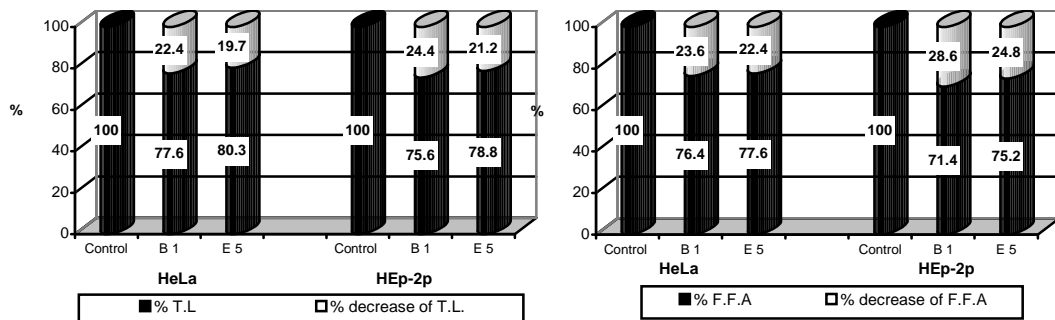 100
80
60
40
20
0
%
22.4 19.7 24.4 21.2
100 100
77.6 80.3 75.6 78.8
Control B 1 E 5 Control B 1 E 5
HeLa HEp-2p
% T.L % decrease of T.L.
100
80
60
40
20
0
%
23.6 22.4 28.6 24.8
100 100
76.4 77.6 71.4 75.2
Control B 1 E 5 Control B 1 E 5
HeLa HEp-2p
% F.F.A % decrease of F.F.A